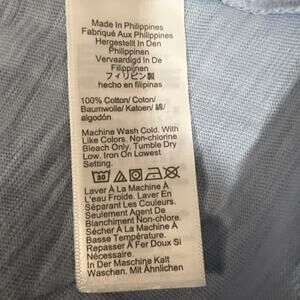 Made In Philippines
Fabriqué Aux Philippines
Hergestellt In Den
Philippinen
Vervaardigd In De
Filippijnen
フィリピン製
hecho en filipinas
100% Cotton/ Coton/
Baumwolle/ Katoen/ 綿/
algodón
Machine Wash Cold. With
Like Colors. Non-chlorine
Bleach Only. Tumble Dry
Low. Iron On Lowest
Setting.
30
Laver À La Machine À
L'eau Froide. Laver En
Séparant Les Couleurs.
Seulement Agent De
Blanchiment Non-chlore.
Sécher À La Machine À
Basse Température.
Repasser À Fer Doux Si
Nécessaire.
In Der Maschine Kalt
Waschen. Mit Ähnlichen